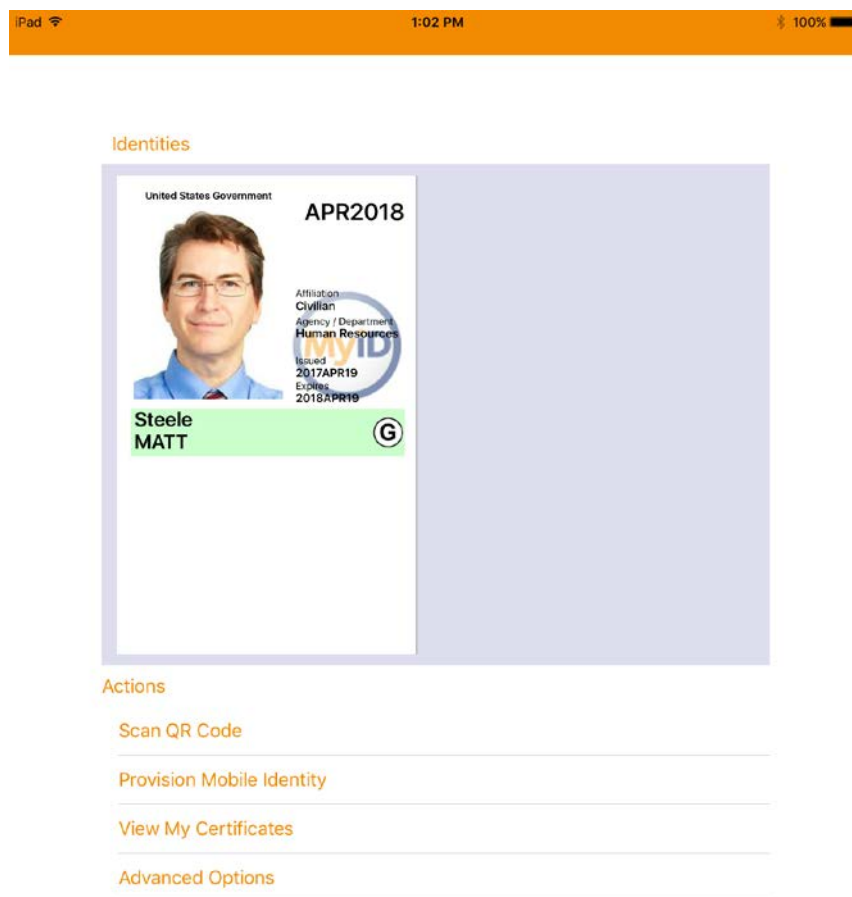 iPad 1:02 PM 100%
Identities
United States Government
APR2018
Affiliation
Civilian
Agency / Department
Human Resources
MyID
Issued
2017APR19
Expires
2018APR19
Steele
MATT
G
Actions
Scan QR Code
Provision Mobile Identity
View My Certificates
Advanced Options